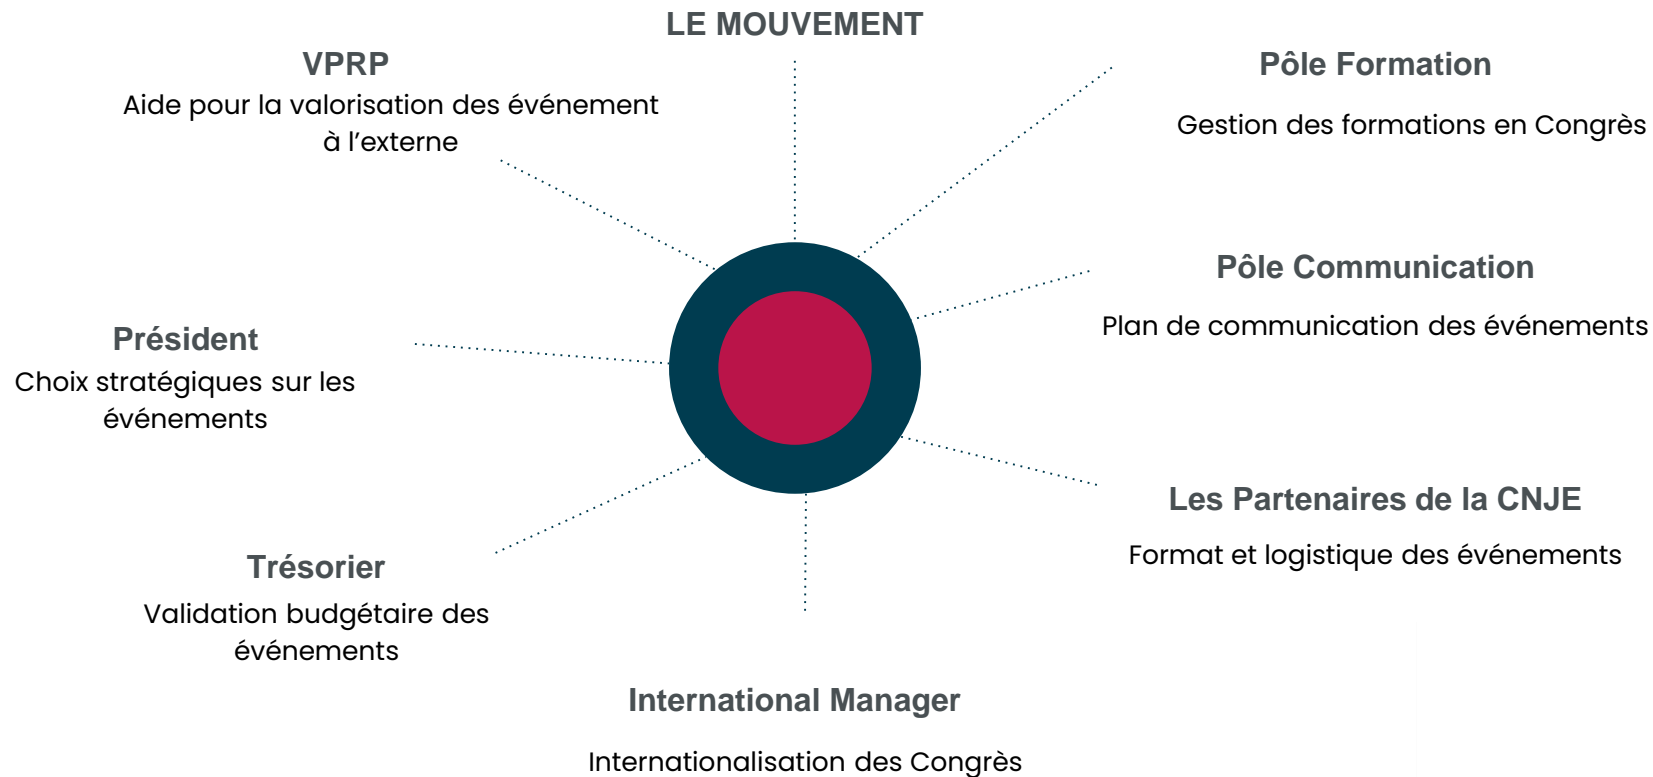 LE MOUVEMENT
VPRP
Aide pour la valorisation des événement
à l’externe
Pôle Formation
Gestion des formations en Congrès
Pôle Communication
Plan de communication des événements
Président
Choix stratégiques sur les
événements
Les Partenaires de la CNJE
Format et logistique des événements
Trésorier
Validation budgétaire des
événements
International Manager
Internationalisation des Congrès